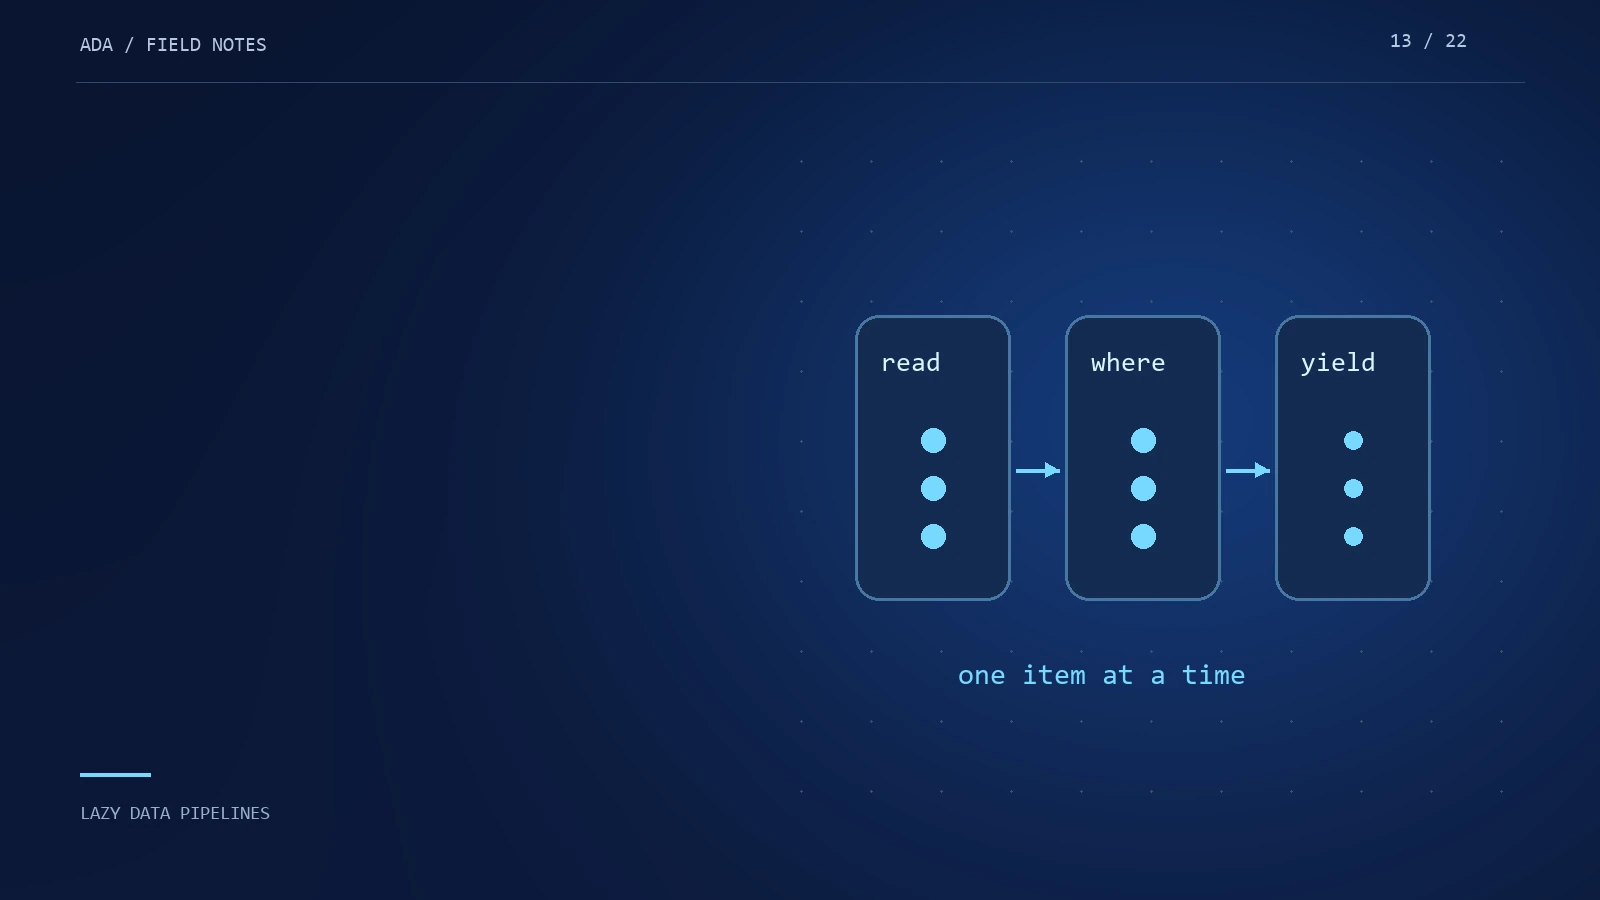 ADA / FIELD NOTES
13 / 22
read
where
yield
one item at a time
LAZY DATA PIPELINES